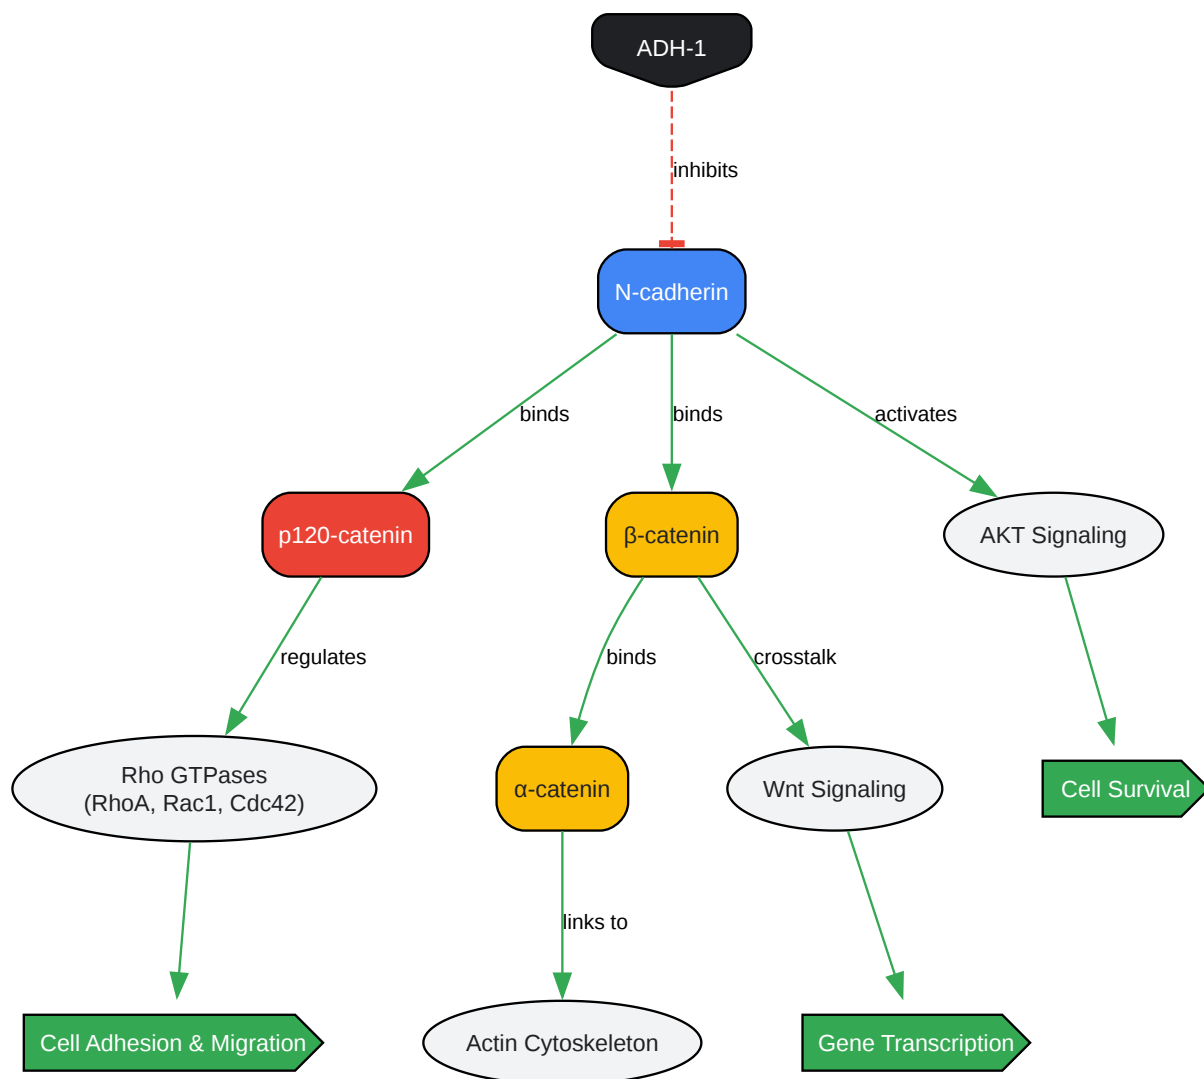 ADH-1
inhibits
N-cadherin
binds
binds
activates
p120-catenin
β-catenin
AKT Signaling
regulates
binds
crosstalk
Rho GTPases
(RhoA, Rac1, Cdc42)
α-catenin
Wnt Signaling
Cell Survival
links to
Cell Adhesion & Migration
Actin Cytoskeleton
Gene Transcription